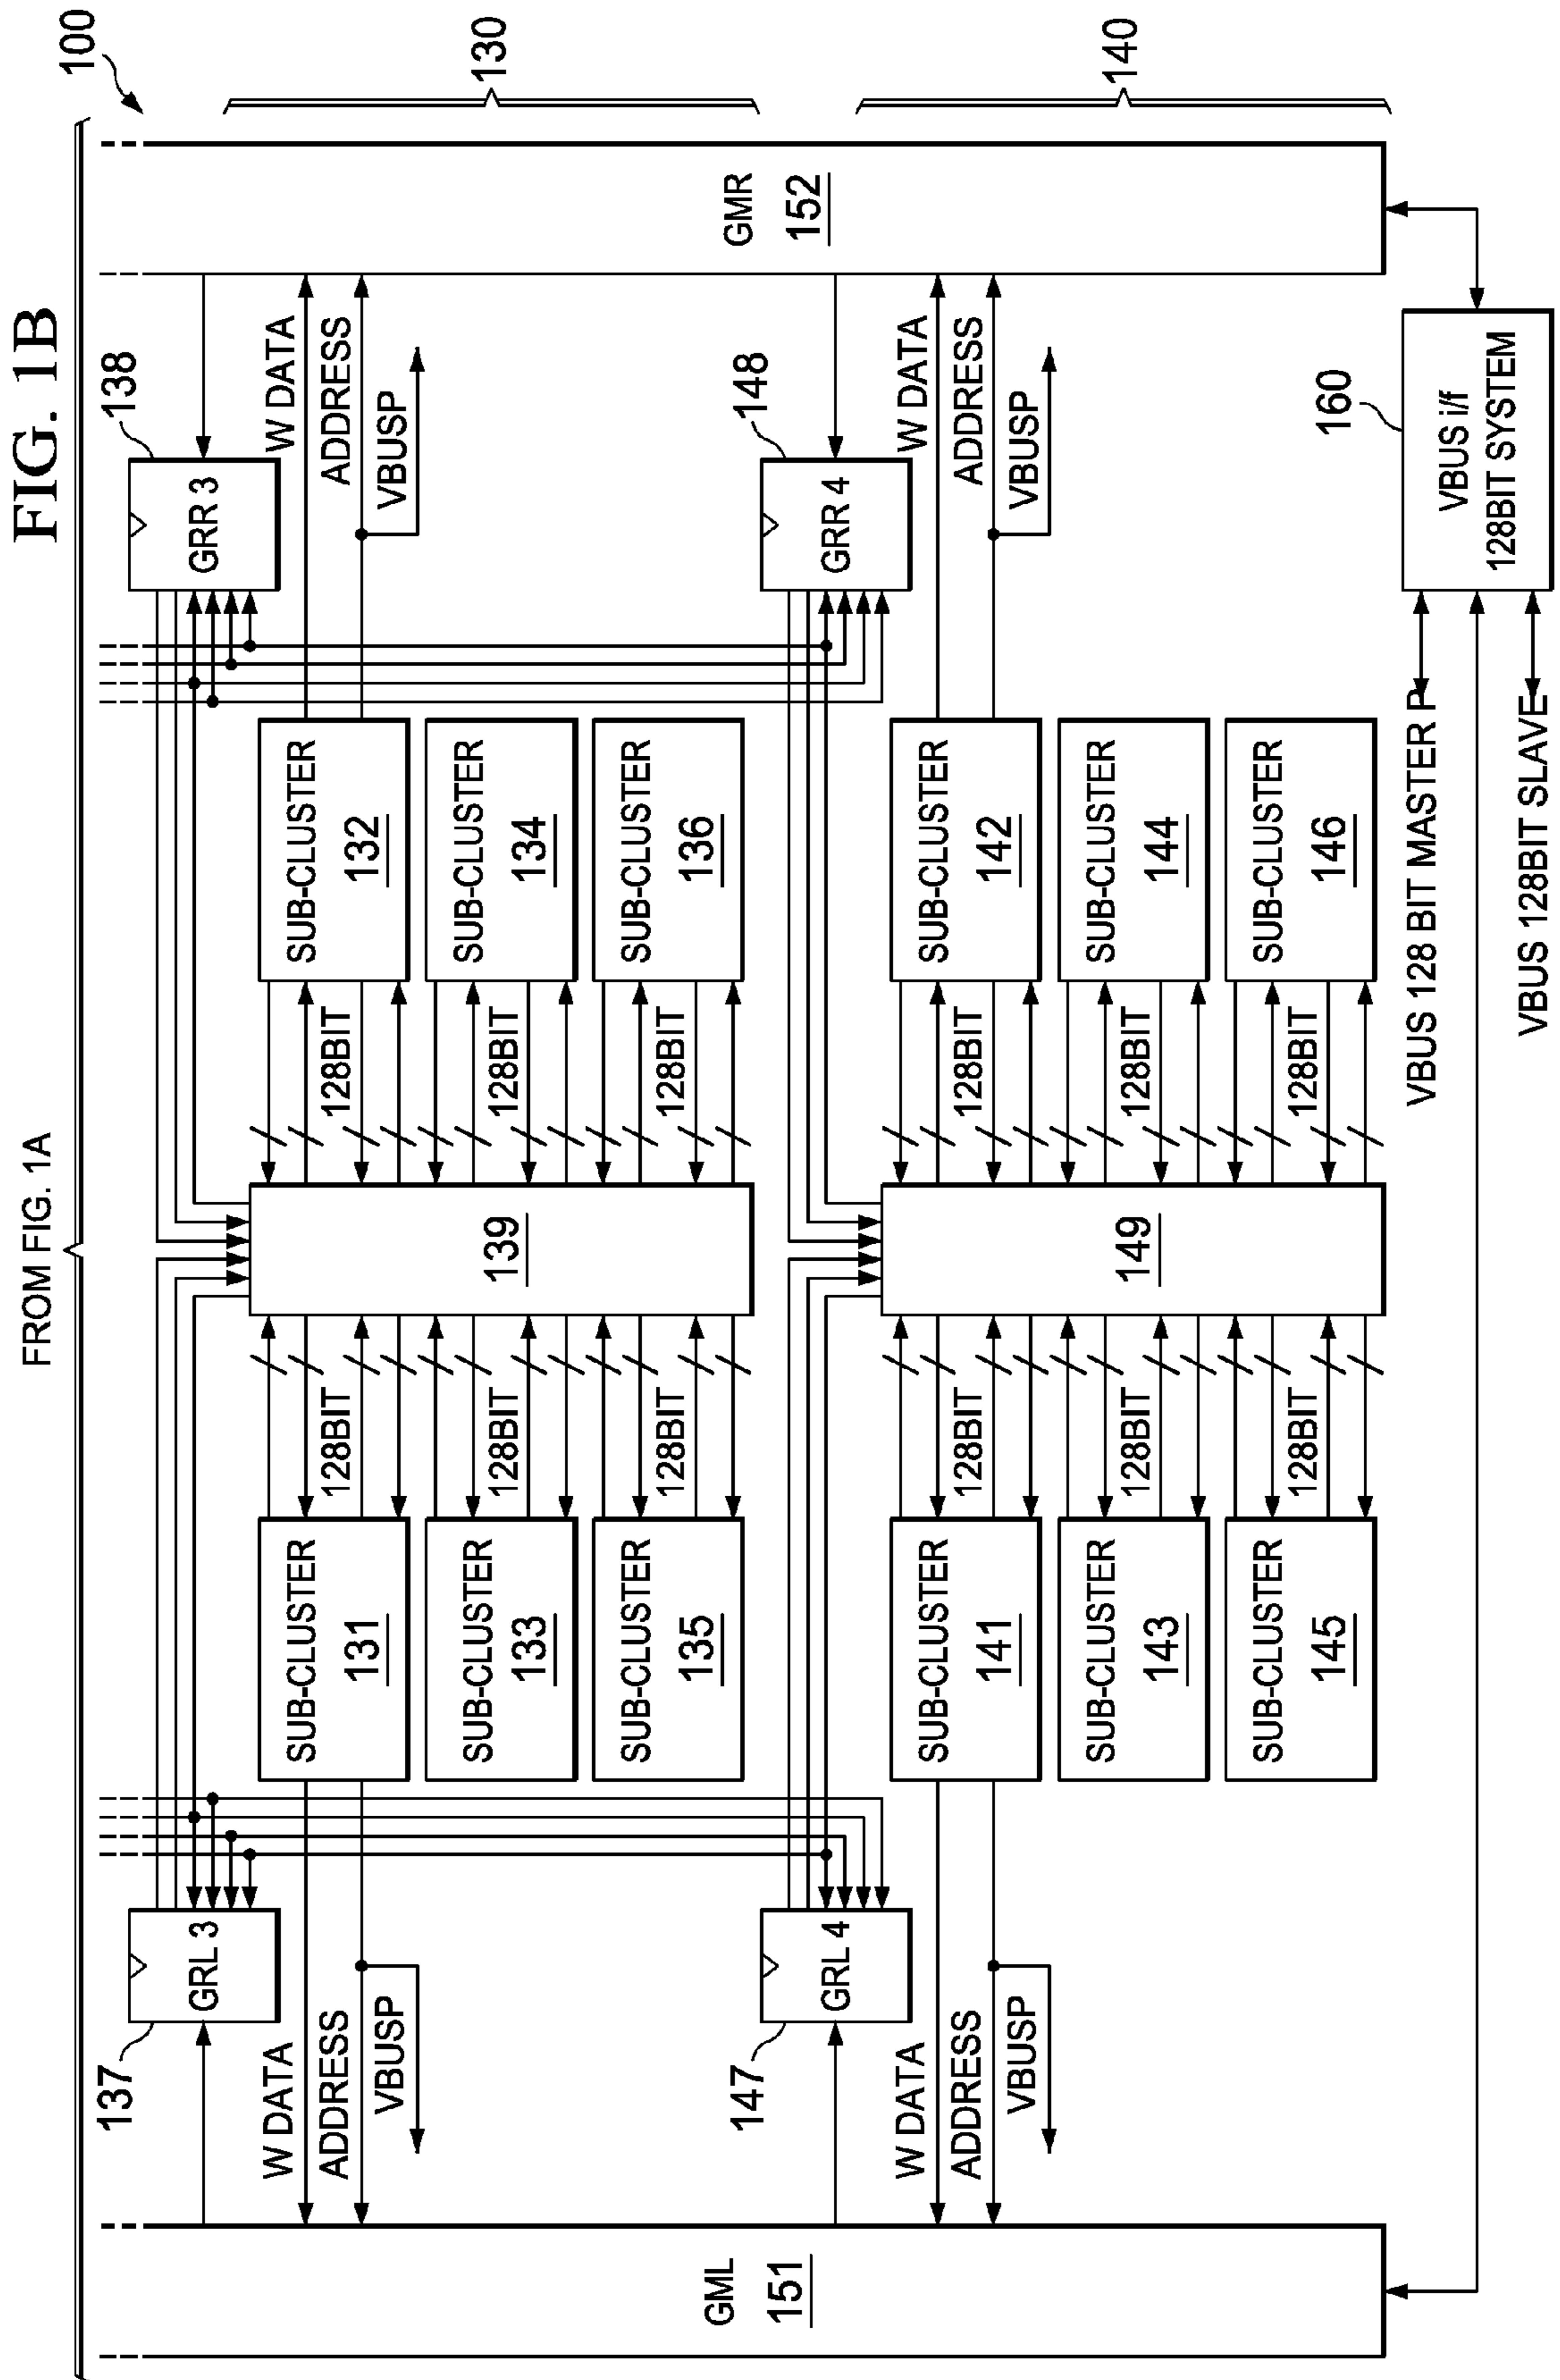 FIG. 1B
FROM FIG. 1A
100
137
GRL 3
GRR 3
138
W DATA
ADDRESS
VBUSP
W DATA
ADDRESS
VBUSP
SUB-CLUSTER
131
128BIT
139
128BIT
SUB-CLUSTER
132
SUB-CLUSTER
133
128BIT
128BIT
SUB-CLUSTER
134
SUB-CLUSTER
135
128BIT
128BIT
SUB-CLUSTER
136
130
GML
151
GMR
152
147
GRL 4
GRR 4
148
W DATA
ADDRESS
VBUSP
W DATA
ADDRESS
VBUSP
SUB-CLUSTER
141
128BIT
149
128BIT
SUB-CLUSTER
142
SUB-CLUSTER
143
128BIT
128BIT
SUB-CLUSTER
144
SUB-CLUSTER
145
128BIT
128BIT
SUB-CLUSTER
146
140
160
VBUS i/f
128BIT SYSTEM
VBUS 128 BIT MASTER P
VBUS 128BIT SLAVE